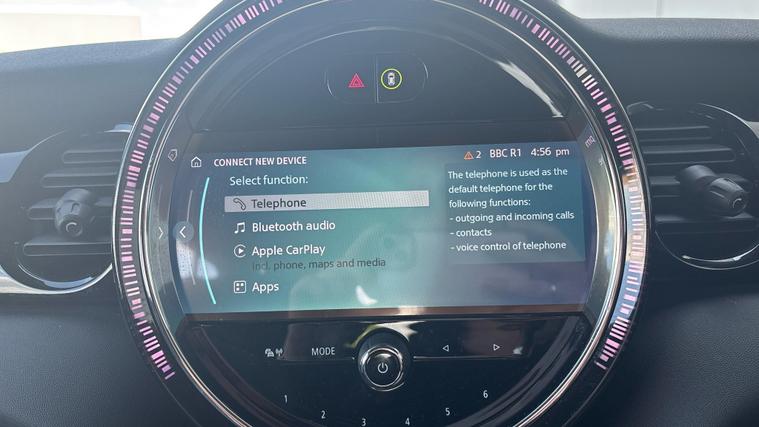 CONNECT NEW DEVICE
2 BBC R1 4:56 pm
Select function:
Telephone
Bluetooth audio
Apple CarPlay
incl. phone, maps and media
Apps
The telephone is used as the
default telephone for the
following functions:
- outgoing and incoming calls
- contacts
- voice control of telephone
MODE
1
2
3
4
5
6